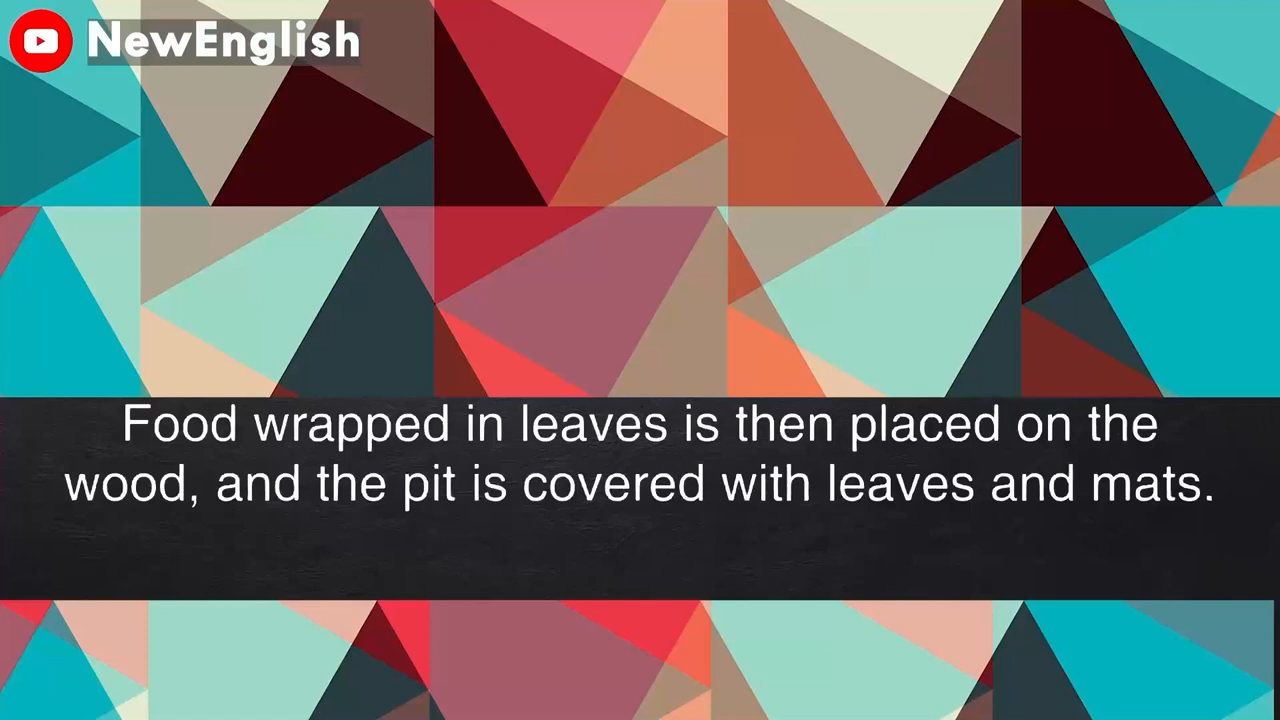 NewEnglish
Food wrapped in leaves is then placed on the
wood, and the pit is covered with leaves and mats.